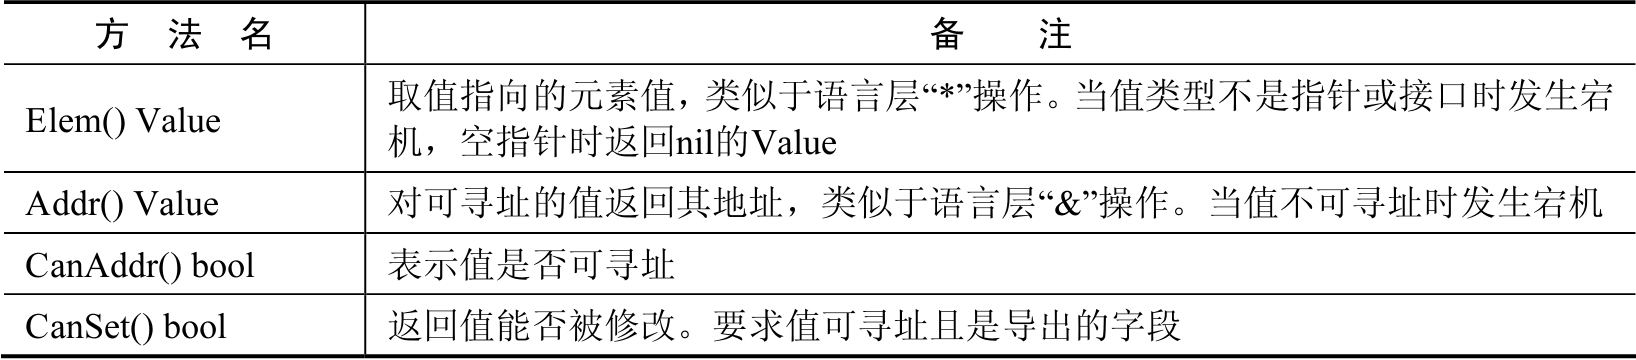 方 法 名 备 注
Elem() Value 取值指向的元素值，类似于语言层“*”操作。当值类型不是指针或接口时发生宕
机，空指针时返回nil的Value
Addr() Value 对可寻址的值返回其地址，类似于语言层“&”操作。当值不可寻址时发生宕机
CanAddr() bool 表示值是否可寻址
CanSet() bool 返回值能否被修改。要求值可寻址且是导出的字段